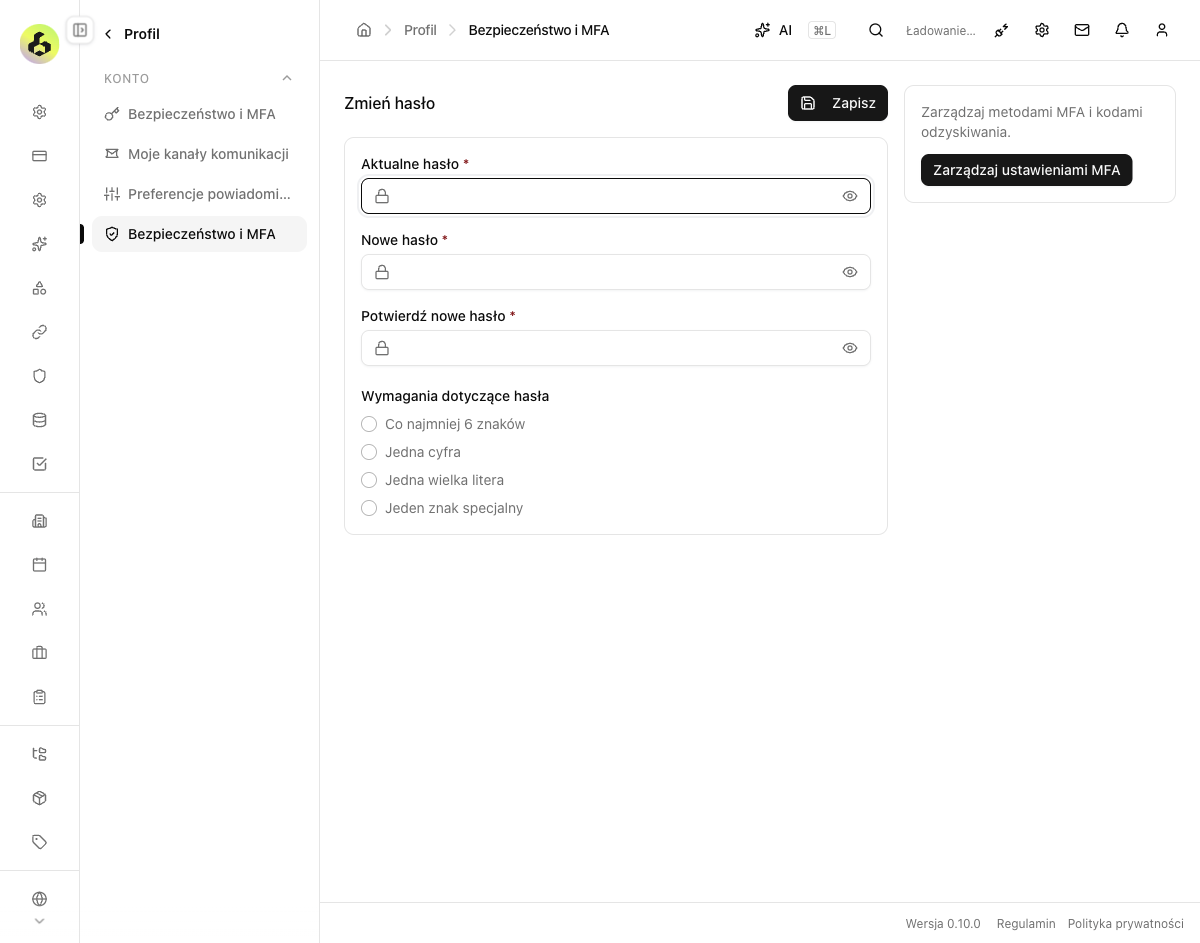 Profil
KONTO
Bezpieczeństwo i MFA
Moje kanały komunikacji
Preferencje powiadomi...
Bezpieczeństwo i MFA
Profil
Bezpieczeństwo i MFA
AI
⌘L
Ładowanie...
Zmień hasło
Zapisz
Aktualne hasło *
Nowe hasło *
Potwierdź nowe hasło *
Wymagania dotyczące hasła
Co najmniej 6 znaków
Jedna cyfra
Jedna wielka litera
Jeden znak specjalny
Zarządzaj metodami MFA i kodami
odzyskiwania.
Zarządzaj ustawieniami MFA
Wersja 0.10.0
Regulamin
Polityka prywatności